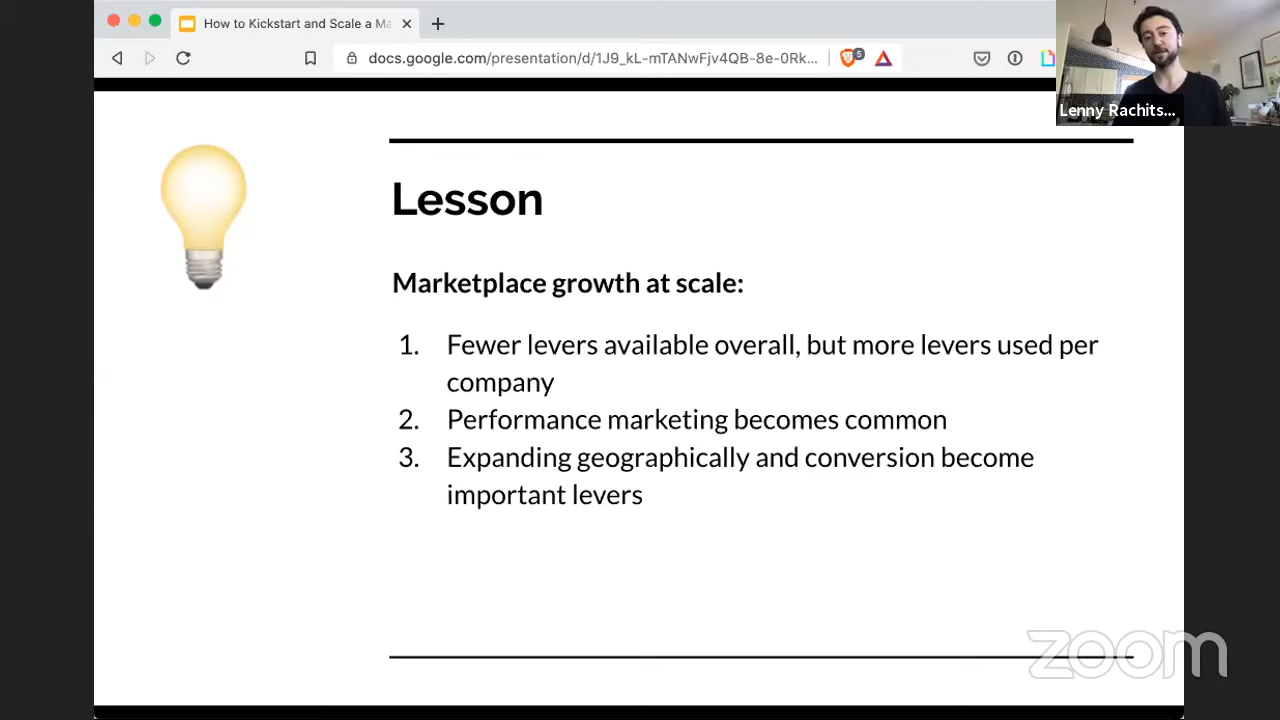 How to Kickstart and Scale a Ma
docs.google.com/presentation/d/1J9_kL-mTANwFjv4QB-8e-0Rk...
5
Lenny Rachits...
Lesson
Marketplace growth at scale:
1. Fewer levers available overall, but more levers used per
company
2. Performance marketing becomes common
3. Expanding geographically and conversion become
important levers
zoom